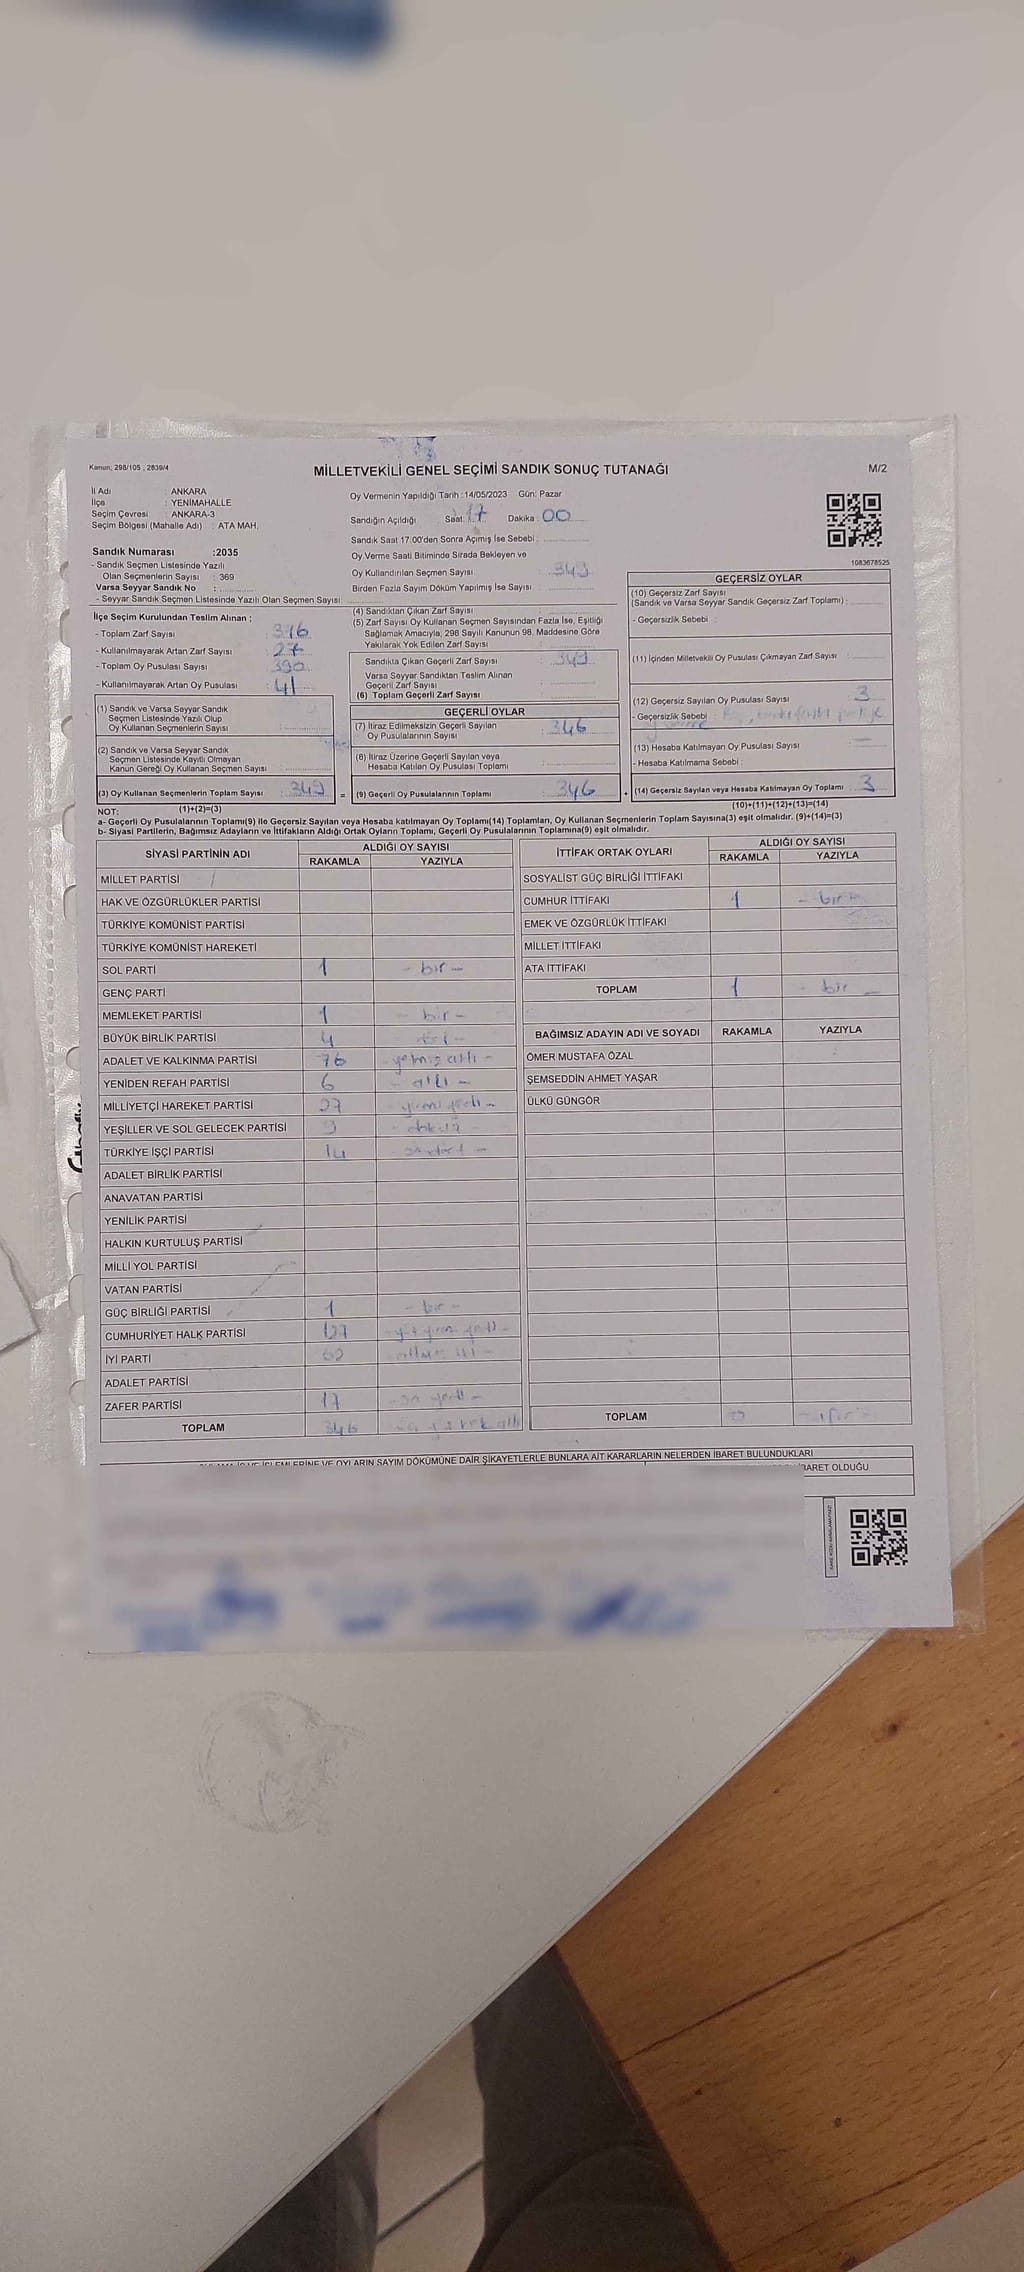 Kanun; 298/105 , 2839/4
MİLLETVEKİLİ GENEL SEÇİMİ SANDIK SONUÇ TUTANAĞI
M/2
İl Adı : ANKARA
İlçe : YENİMAHALLE
Seçim Çevresi : ANKARA-3
Seçim Bölgesi (Mahalle Adı) : ATA MAH.
Sandık Numarası :2035
- Sandık Seçmen Listesinde Yazılı
Olan Seçmenlerin Sayısı : 369
Varsa Seyyar Sandık No :
- Seyyar Sandık Seçmen Listesinde Yazılı Olan Seçmen Sayısı:
Oy Vermenin Yapıldığı Tarih :14/05/2023 Gün: Pazar
Sandığın Açıldığı Saat: 17 Dakika : 00
Sandık Saat 17.00'den Sonra Açımış İse Sebebi :
Oy Verme Saati Bitiminde Sırada Bekleyen ve
Oy Kullandırılan Seçmen Sayısı : 349
Birden Fazla Sayım Döküm Yapılmış İse Sayısı :
1083678525
İlçe Seçim Kurulundan Teslim Alınan ;
- Toplam Zarf Sayısı : 376
- Kullanılmayarak Artan Zarf Sayısı : 27
- Toplam Oy Pusulası Sayısı : 390
- Kullanılmayarak Artan Oy Pusulası : 41
(1) Sandık ve Varsa Seyyar Sandık
Seçmen Listesinde Yazılı Olup
Oy Kullanan Seçmenlerin Sayısı :
(2) Sandık ve Varsa Seyyar Sandık
Seçmen Listesinde Kayıtlı Olmayan
Kanun Gereği Oy Kullanan Seçmen Sayısı :
(3) Oy Kullanan Seçmenlerin Toplam Sayısı : 349 =
(1)+(2)=(3)
(4) Sandıktan Çıkan Zarf Sayısı :
(5) Zarf Sayısı Oy Kullanan Seçmen Sayısından Fazla İse, Eşitliği
Sağlamak Amacıyla; 298 Sayılı Kanunun 98. Maddesine Göre
Yakılarak Yok Edilen Zarf Sayısı :
Sandıkta Çıkan Geçerli Zarf Sayısı : 349
Varsa Seyyar Sandıktan Teslim Alınan
Geçerli Zarf Sayısı :
(6) Toplam Geçerli Zarf Sayısı :
GEÇERLİ OYLAR
(7) İtiraz Edilmeksizin Geçerli Sayılan
Oy Pusulalarının Sayısı : 346
(8) İtiraz Üzerine Geçerli Sayılan veya
Hesaba Katılan Oy Pusulası Toplamı :
(9) Geçerli Oy Pusulalarının Toplamı : 346 +
GEÇERSİZ OYLAR
(10) Geçersiz Zarf Sayısı
(Sandık ve Varsa Seyyar Sandık Geçersiz Zarf Toplamı) :
- Geçersizlik Sebebi :
(11) İçinden Milletvekili Oy Pusulası Çıkmayan Zarf Sayısı :
(12) Geçersiz Sayılan Oy Pusulası Sayısı : 3
- Geçersizlik Sebebi :
(13) Hesaba Katılmayan Oy Pusulası Sayısı : –
- Hesaba Katılmama Sebebi :
(14) Geçersiz Sayılan veya Hesaba Katılmayan Oy Toplamı : 3
(10)+(11)+(12)+(13)=(14)
NOT:
a- Geçerli Oy Pusulalarının Toplamı(9) İle Geçersiz Sayılan veya Hesaba katılmayan Oy Toplamı(14) Toplamları, Oy Kullanan Seçmenlerin Toplam Sayısına(3) eşit olmalıdır. (9)+(14)=(3)
b- Siyasi Partilerin, Bağımsız Adayların ve İttifakların Aldığı Ortak Oyların Toplamı, Geçerli Oy Pusulalarının Toplamına(9) eşit olmalıdır.
SİYASİ PARTİNİN ADI ALDIĞI OY SAYISI
RAKAMLA YAZIYLA
MİLLET PARTİSİ
HAK VE ÖZGÜRLÜKLER PARTİSİ
TÜRKİYE KOMÜNİST PARTİSİ
TÜRKİYE KOMÜNİST HAREKETİ
SOL PARTİ 1 - bir -
GENÇ PARTİ
MEMLEKET PARTİSİ 1 - bir -
BÜYÜK BİRLİK PARTİSİ 4 - dört -
ADALET VE KALKINMA PARTİSİ 76 - yetmiş altı -
YENİDEN REFAH PARTİSİ 6 - altı -
MİLLİYETÇİ HAREKET PARTİSİ 27 - yirmi yedi -
YEŞİLLER VE SOL GELECEK PARTİSİ 9 - dokuz -
TÜRKİYE İŞÇİ PARTİSİ 14 - on dört -
ADALET BİRLİK PARTİSİ
ANAVATAN PARTİSİ
YENİLİK PARTİSİ
HALKIN KURTULUŞ PARTİSİ
MİLLİ YOL PARTİSİ
VATAN PARTİSİ
GÜÇ BİRLİĞİ PARTİSİ 1 - bir -
CUMHURİYET HALK PARTİSİ 127 - yüz yirmi yedi -
İYİ PARTİ 62 - altmış iki -
ADALET PARTİSİ
ZAFER PARTİSİ 17 - on yedi -
TOPLAM 346 - üç yüz kırk altı
İTTİFAK ORTAK OYLARI ALDIĞI OY SAYISI
RAKAMLA YAZIYLA
SOSYALİST GÜÇ BİRLİĞİ İTTİFAKI
CUMHUR İTTİFAKI 1 - bir -
EMEK VE ÖZGÜRLÜK İTTİFAKI
MİLLET İTTİFAKI
ATA İTTİFAKI
TOPLAM 1 - bir -
BAĞIMSIZ ADAYIN ADI VE SOYADI RAKAMLA YAZIYLA
ÖMER MUSTAFA ÖZAL
ŞEMSEDDİN AHMET YAŞAR
ÜLKÜ GÜNGÖR
TOPLAM 0 - sıfır -
VE OYLARIN SAYIM DÖKÜMÜNE DAİR ŞİKAYETLERLE BUNLARA AİT KARARLARIN NELERDEN İBARET BULUNDUKLARI
İBARET OLDUĞU